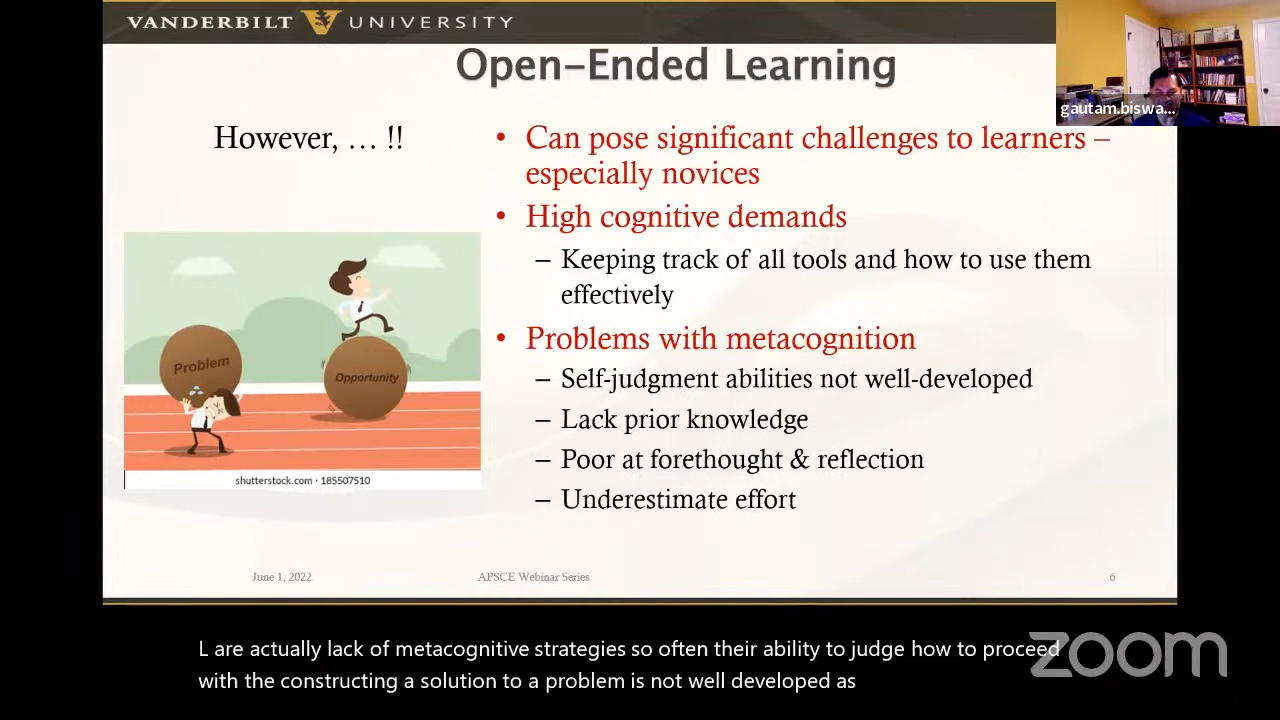 VANDERBILT UNIVERSITY
Open-Ended Learning
gautam.biswa...
However, … !!
• Can pose significant challenges to learners –
especially novices
• High cognitive demands
– Keeping track of all tools and how to use them
effectively
• Problems with metacognition
– Self-judgment abilities not well-developed
– Lack prior knowledge
– Poor at forethought & reflection
– Underestimate effort
Problem
Opportunity
shutterstock.com · 185507510
June 1, 2022
APSCE Webinar Series
6
L are actually lack of metacognitive strategies so often their ability to judge how to proceed
with the constructing a solution to a problem is not well developed as
zoom